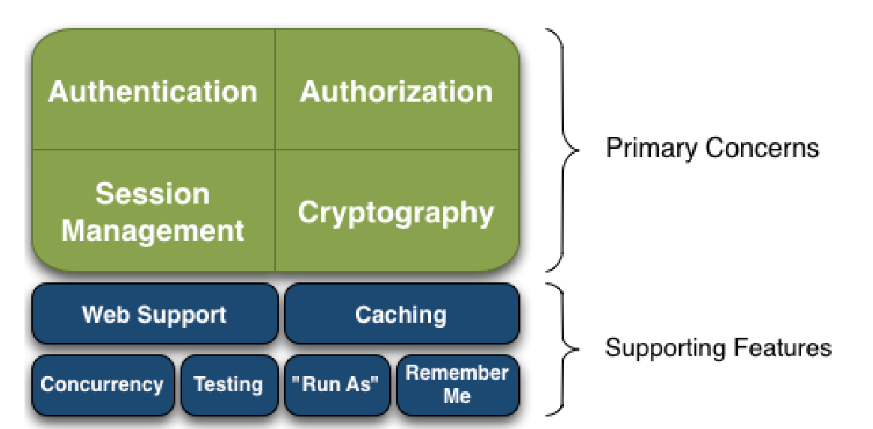 Authentication
Authorization
Session
Management
Cryptography
Primary Concerns
Web Support
Caching
Concurrency
Testing
"Run As"
Remember
Me
Supporting Features